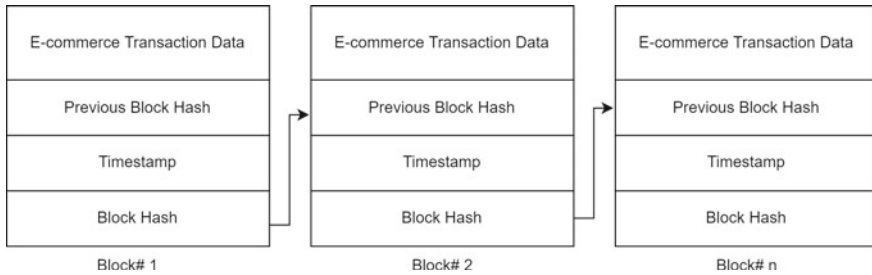 E-commerce Transaction Data
Previous Block Hash
Timestamp
Block Hash
Block# 1
E-commerce Transaction Data
Previous Block Hash
Timestamp
Block Hash
Block# 2
E-commerce Transaction Data
Previous Block Hash
Timestamp
Block Hash
Block# n